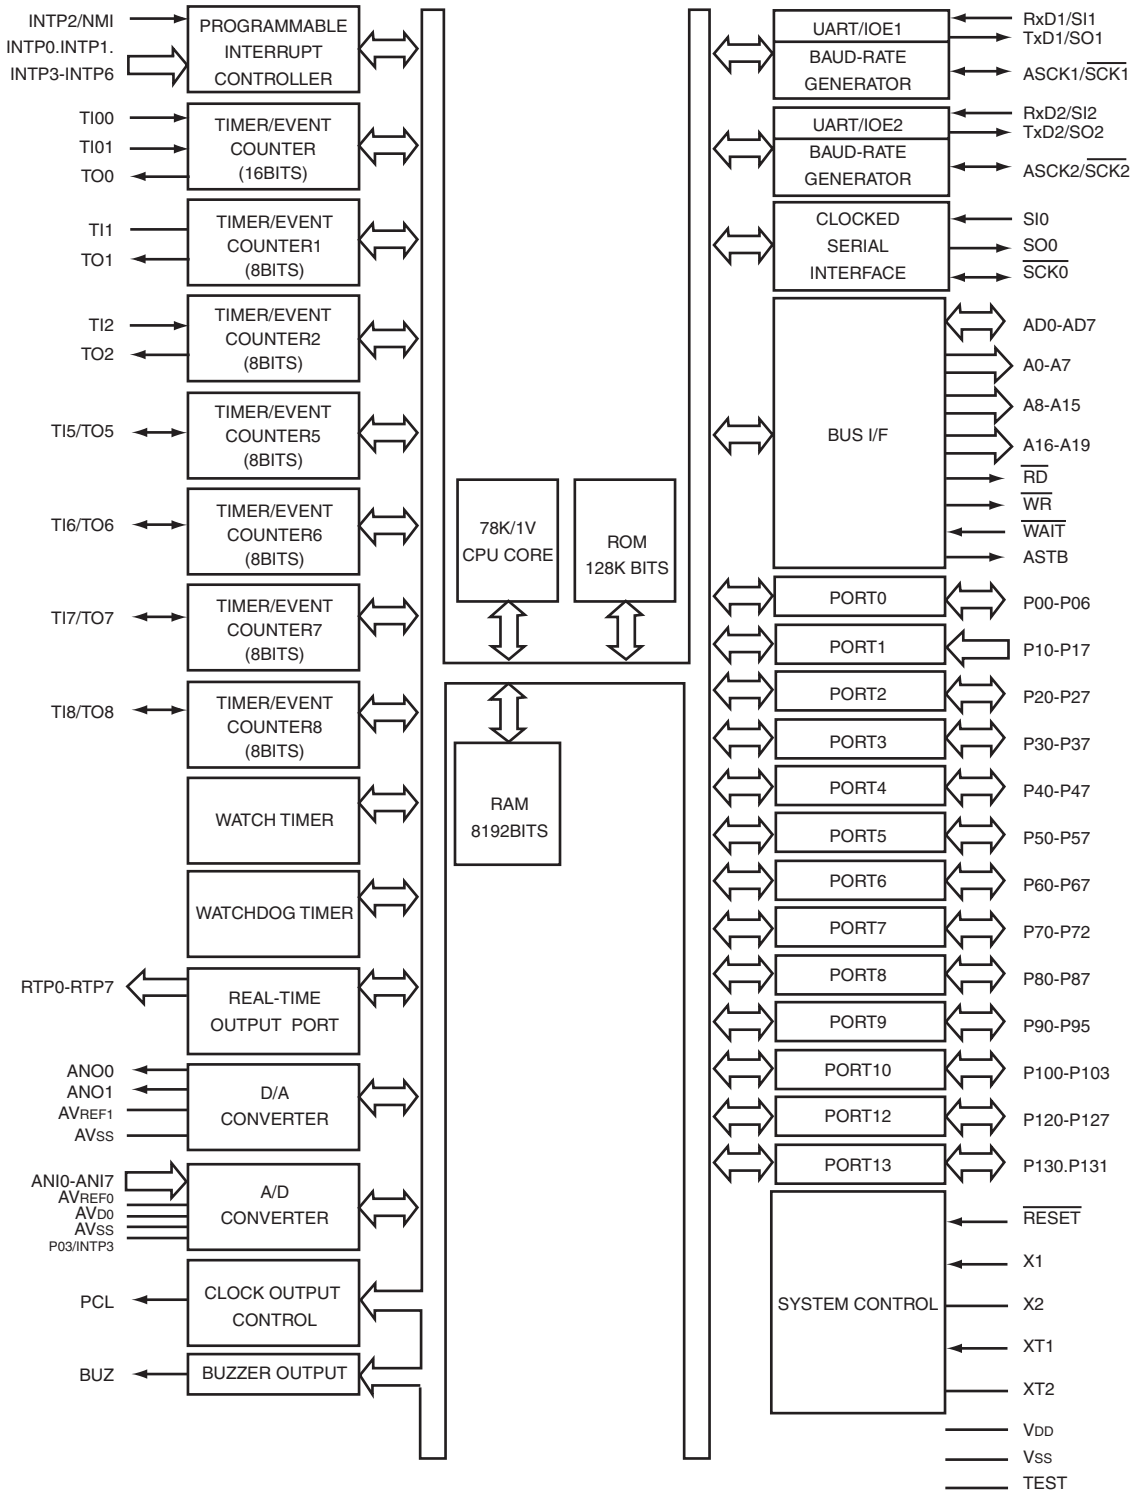 INTP2/NMI
INTP0.INTP1.
INTP3-INTP6
PROGRAMMABLE
INTERRUPT
CONTROLLER
TI00
TI01
TO0
TIMER/EVENT
COUNTER
(16BITS)
TI1
TO1
TIMER/EVENT
COUNTER1
(8BITS)
TI2
TO2
TIMER/EVENT
COUNTER2
(8BITS)
TI5/TO5
TIMER/EVENT
COUNTER5
(8BITS)
TI6/TO6
TIMER/EVENT
COUNTER6
(8BITS)
TI7/TO7
TIMER/EVENT
COUNTER7
(8BITS)
TI8/TO8
TIMER/EVENT
COUNTER8
(8BITS)
WATCH TIMER
WATCHDOG TIMER
RTP0-RTP7
REAL-TIME
OUTPUT PORT
ANO0
ANO1
AVREF1
AVSS
D/A
CONVERTER
ANI0-ANI7
AVREF0
AVD0
AVSS
P03/INTP3
A/D
CONVERTER
PCL
CLOCK OUTPUT
CONTROL
BUZ
BUZZER OUTPUT
78K/1V
CPU CORE
ROM
128K BITS
RAM
8192BITS
UART/IOE1
BAUD-RATE
GENERATOR
RxD1/SI1
TxD1/SO1
ASCK1/SCK1
UART/IOE2
BAUD-RATE
GENERATOR
RxD2/SI2
TxD2/SO2
ASCK2/SCK2
CLOCKED
SERIAL
INTERFACE
SI0
SO0
SCK0
BUS I/F
AD0-AD7
A0-A7
A8-A15
A16-A19
RD
WR
WAIT
ASTB
PORT0
P00-P06
PORT1
P10-P17
PORT2
P20-P27
PORT3
P30-P37
PORT4
P40-P47
PORT5
P50-P57
PORT6
P60-P67
PORT7
P70-P72
PORT8
P80-P87
PORT9
P90-P95
PORT10
P100-P103
PORT12
P120-P127
PORT13
P130.P131
SYSTEM CONTROL
RESET
X1
X2
XT1
XT2
VDD
VSS
TEST